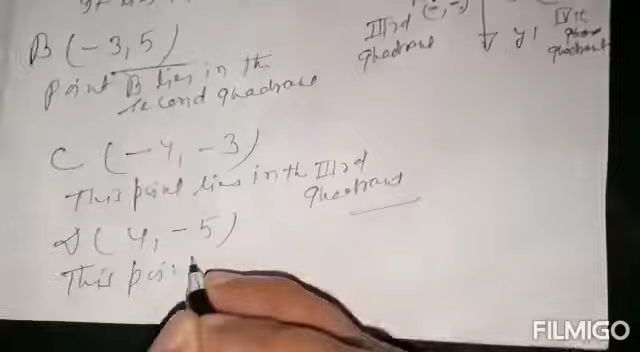 B (-3, 5)
Point B lies in the
second quadrant
C (-4, -3)
This point lies in the IIIrd
quadrant
D (4, -5)
This poi
IIIrd (-, -)
quadrant
y'
IVth
quadrant
FILMIGO